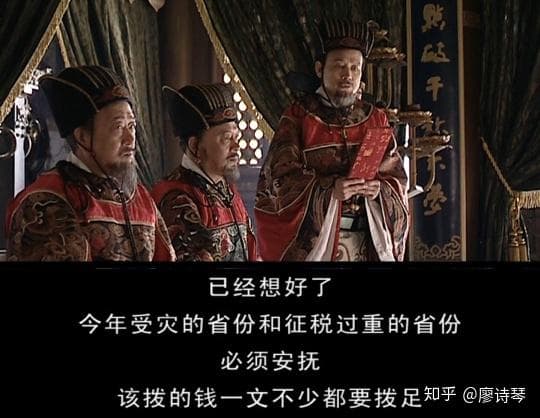 已经想好了
今年受灾的省份和征税过重的省份
必须安抚
该拨的钱一文不少都要拨足
知乎 @廖诗琴